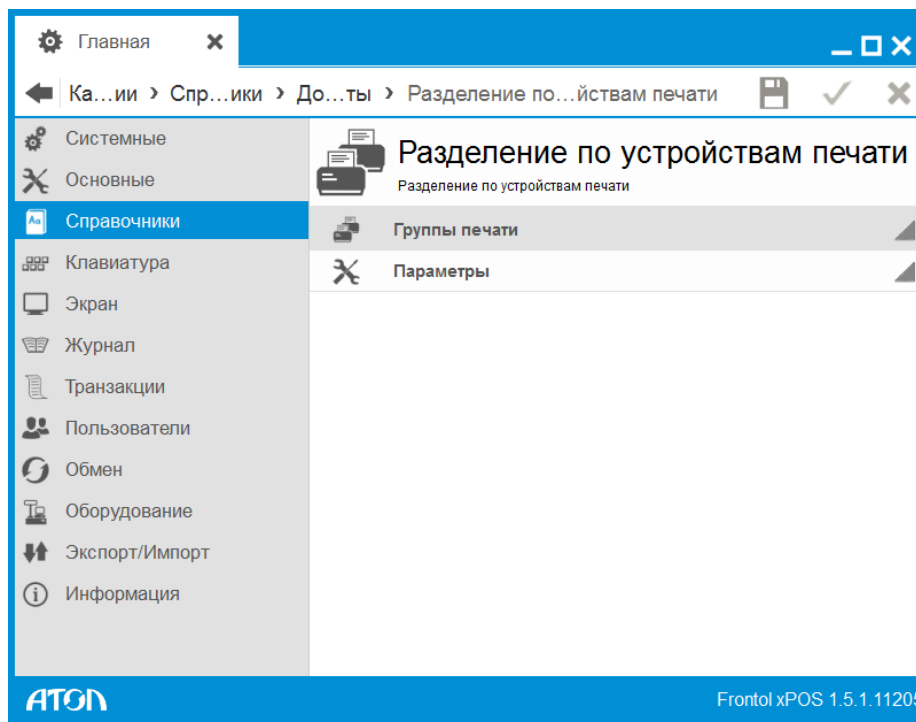 Главная
Ка...ии › Спр...ики › До...ты › Разделение по...йствам печати
Системные
Основные
Справочники
Клавиатура
Экран
Журнал
Транзакции
Пользователи
Обмен
Оборудование
Экспорт/Импорт
Информация
Разделение по устройствам печати
Разделение по устройствам печати
Группы печати
Параметры
ATOL
Frontol xPOS 1.5.1.11205